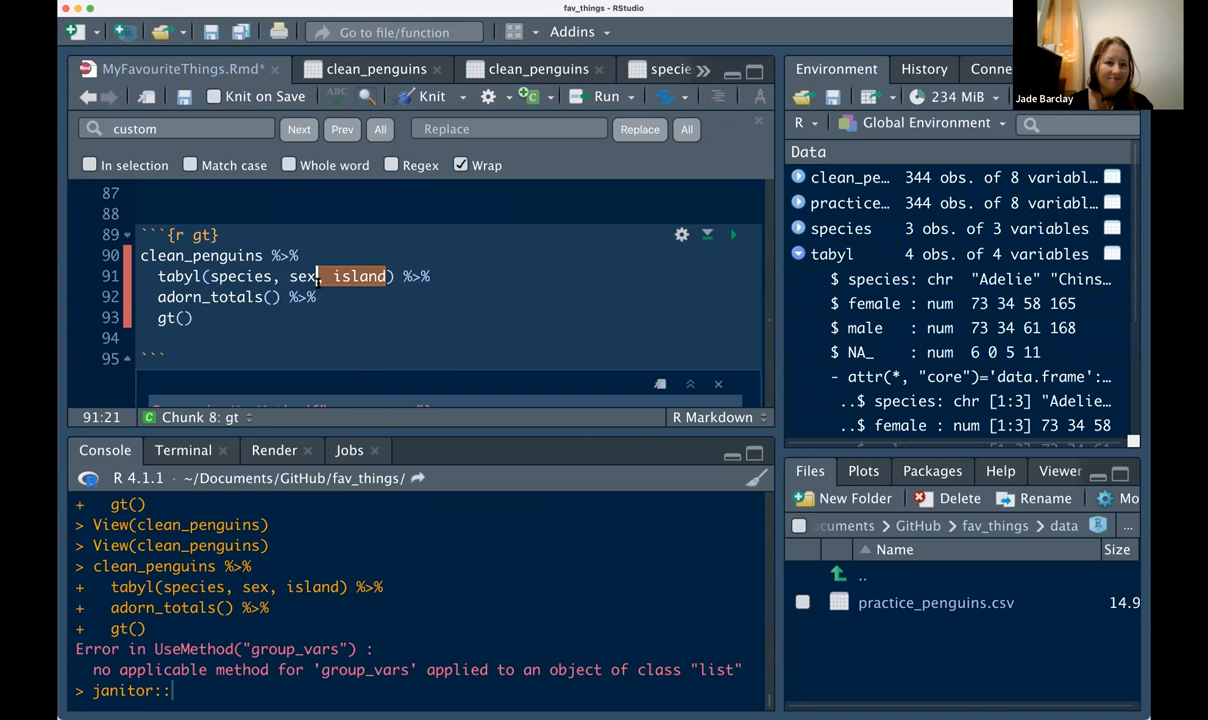 fav_things - RStudio
Go to file/function
Addins
MyFavouriteThings.Rmd*
clean_penguins
clean_penguins
specie
Knit on Save
ABC
Knit
Run
custom
Next
Prev
All
Replace
Replace
All
In selection
Match case
Whole word
Regex
Wrap
87
88
89 ```{r gt}
90 clean_penguins %>%
91 tabyl(species, sex, island) %>%
92 adorn_totals() %>%
93 gt()
94
95 ```
91:21
Chunk 8: gt
R Markdown
Console
Terminal
Render
Jobs
R 4.1.1 · ~/Documents/GitHub/fav_things/
+ gt()
> View(clean_penguins)
> View(clean_penguins)
> clean_penguins %>%
+ tabyl(species, sex, island) %>%
+ adorn_totals() %>%
+ gt()
Error in UseMethod("group_vars") :
no applicable method for 'group_vars' applied to an object of class "list"
> janitor::
Environment
History
Conne
234 MiB
R
Global Environment
Data
clean_pe… 344 obs. of 8 variabl…
practice… 344 obs. of 8 variabl…
species 3 obs. of 3 variables
tabyl 4 obs. of 4 variables
$ species: chr "Adelie" "Chins…
$ female : num 73 34 58 165
$ male : num 73 34 61 168
$ NA_ : num 6 0 5 11
- attr(*, "core")='data.frame':…
..$ species: chr [1:3] "Adelie"…
..$ female : num [1:3] 73 34 58
Files
Plots
Packages
Help
Viewer
New Folder
Delete
Rename
Mo
ocuments
GitHub
fav_things
data
...
Name
Size
..
practice_penguins.csv
14.9
Jade Barclay